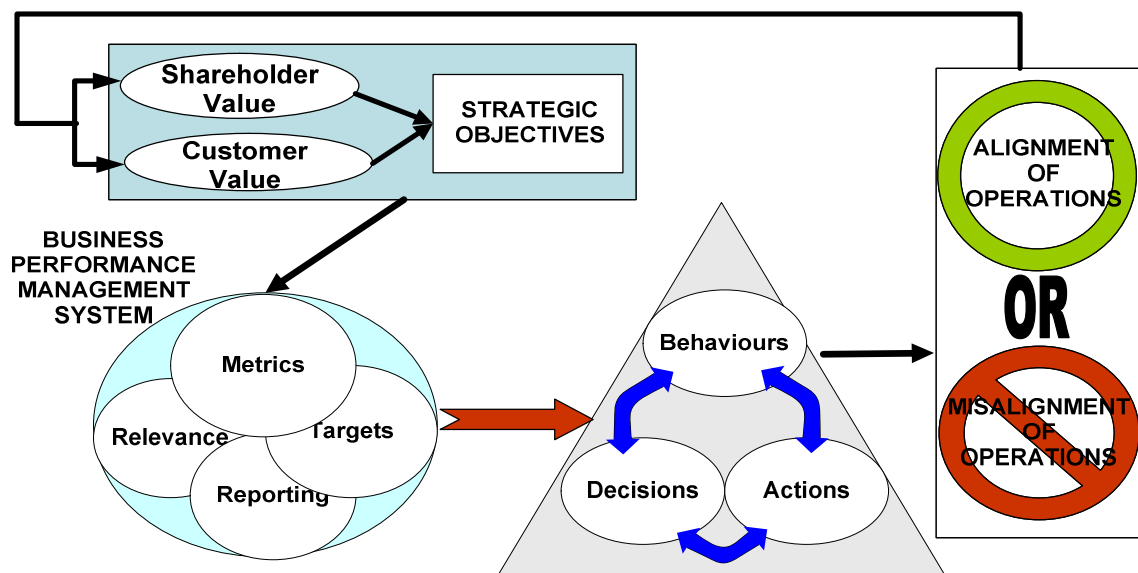 Shareholder
Value
Customer
Value
STRATEGIC
OBJECTIVES
BUSINESS
PERFORMANCE
MANAGEMENT
SYSTEM
Metrics
Relevance
Targets
Reporting
Behaviours
Decisions
Actions
ALIGNMENT
OF
OPERATIONS
OR
MISALIGNMENT
OF
OPERATIONS